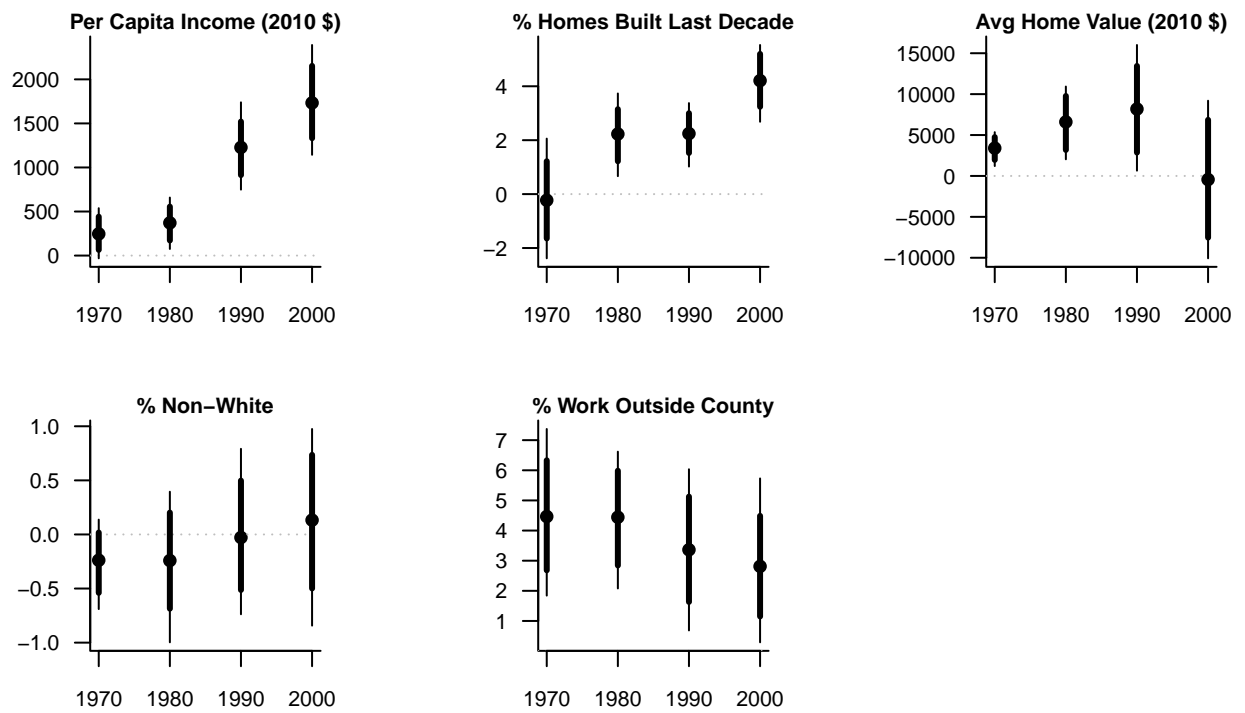 Per Capita Income (2010 $)
2000
1500
1000
500
0
1970 1980 1990 2000
% Homes Built Last Decade
4
2
0
−2
1970 1980 1990 2000
Avg Home Value (2010 $)
15000
10000
5000
0
−5000
−10000
1970 1980 1990 2000
% Non−White
1.0
0.5
0.0
−0.5
−1.0
1970 1980 1990 2000
% Work Outside County
7
6
5
4
3
2
1
1970 1980 1990 2000